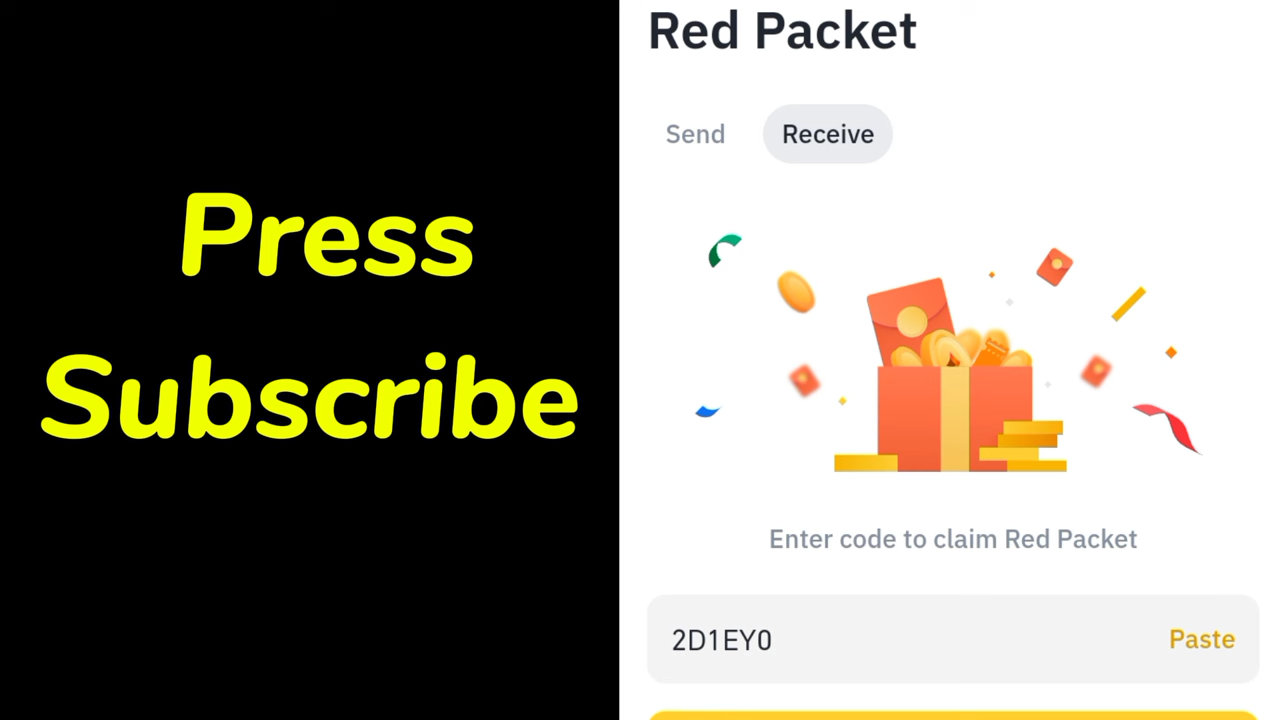 Press
Subscribe
Red Packet
Send Receive
Enter code to claim Red Packet
2D1EY0 Paste